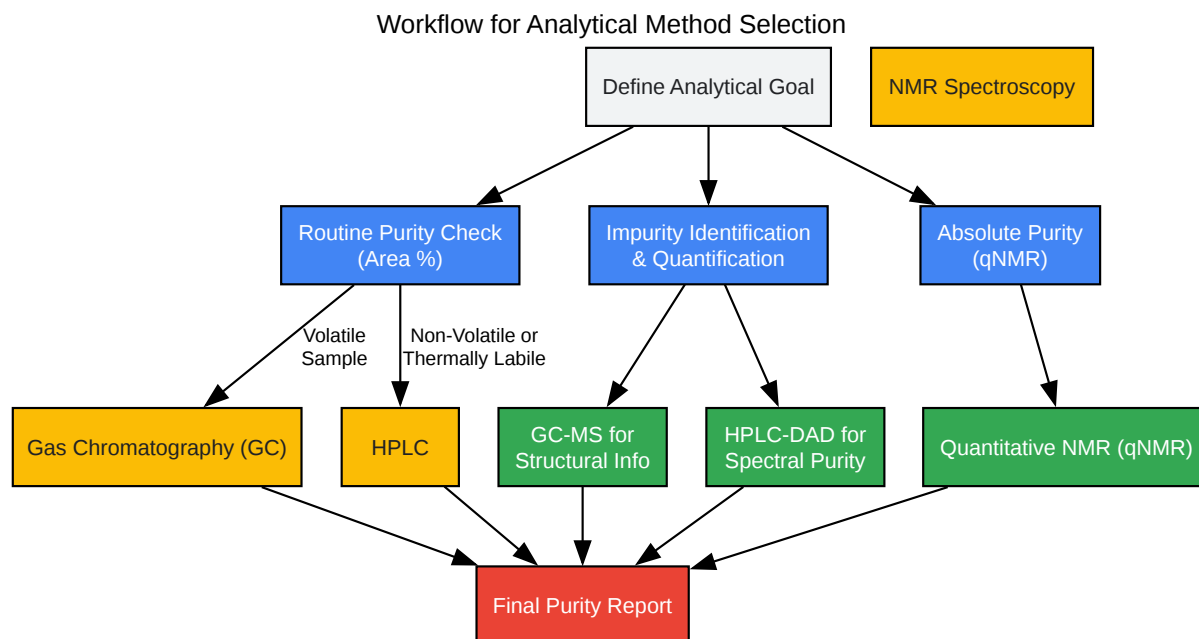 Workflow for Analytical Method Selection
Define Analytical Goal
NMR Spectroscopy
Routine Purity Check
(Area %)
Impurity Identification
& Quantification
Absolute Purity
(qNMR)
Volatile
Sample
Non-Volatile or
Thermally Labile
Gas Chromatography (GC)
HPLC
GC-MS for
Structural Info
HPLC-DAD for
Spectral Purity
Quantitative NMR (qNMR)
Final Purity Report